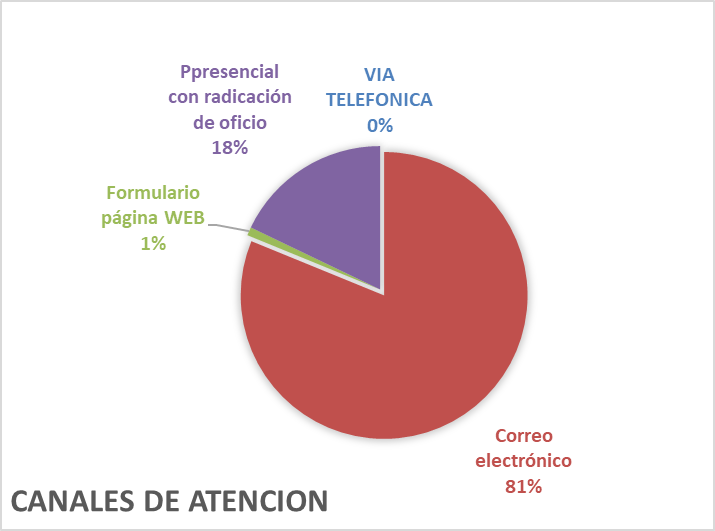 Ppresencial
con radicación
de oficio
18%
VIA
TELEFONICA
0%
Formulario
página WEB
1%
Correo
electrónico
81%
CANALES DE ATENCION